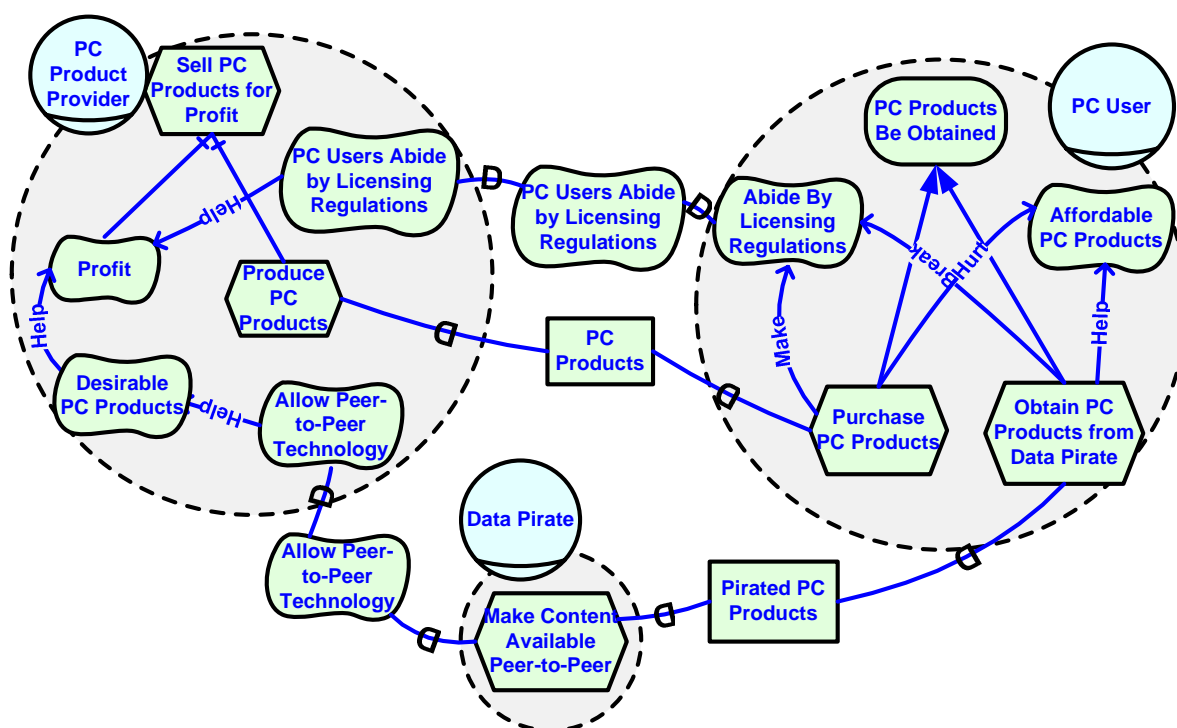 PC
Product
Provider
Sell PC
Products for
Profit
PC Users Abide
by Licensing
Regulations
Help
Profit
Produce
PC
Products
Help
Desirable
PC Products
Help
Allow Peer-
to-Peer
Technology
D
D
PC Users Abide
by Licensing
Regulations
D
D
PC
Products
D
PC Products
Be Obtained
PC User
Abide By
Licensing
Regulations
Affordable
PC Products
Break
Hurt
Make
Help
Purchase
PC Products
Obtain PC
Products from
Data Pirate
D
Allow Peer-
to-Peer
Technology
D
Data Pirate
Make Content
Available
Peer-to-Peer
D
Pirated PC
Products
D